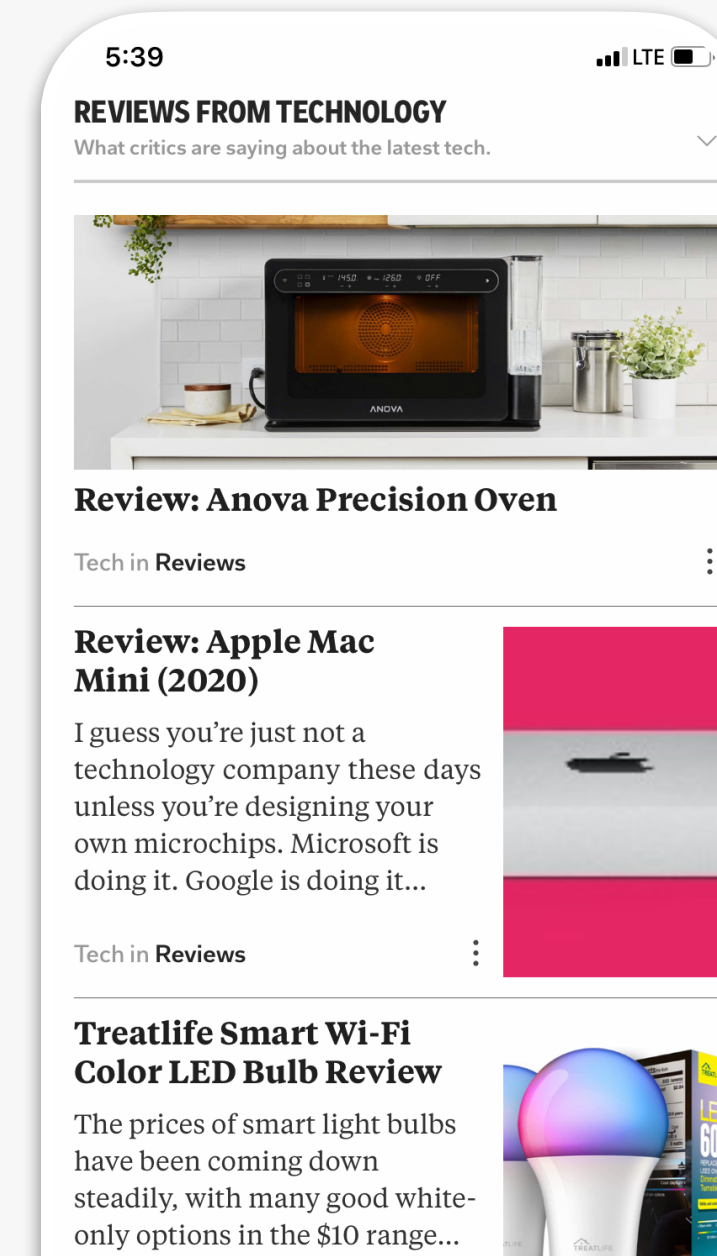 5:39
LTE
REVIEWS FROM TECHNOLOGY
What critics are saying about the latest tech.
145.0 126.0 OFF
ANOVA
Review: Anova Precision Oven
Tech in Reviews
Review: Apple Mac
Mini (2020)
I guess you’re just not a
technology company these days
unless you’re designing your
own microchips. Microsoft is
doing it. Google is doing it...
Tech in Reviews
Treatlife Smart Wi-Fi
Color LED Bulb Review
The prices of smart light bulbs
have been coming down
steadily, with many good white-
only options in the $10 range...
TREATLIFE